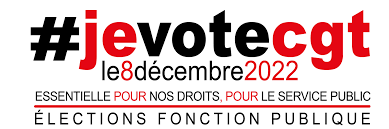 #jevotecgt
le8décembre2022
ESSENTIELLE POUR NOS DROITS, POUR LE SERVICE PUBLIC
ÉLECTIONS FONCTION PUBLIQUE